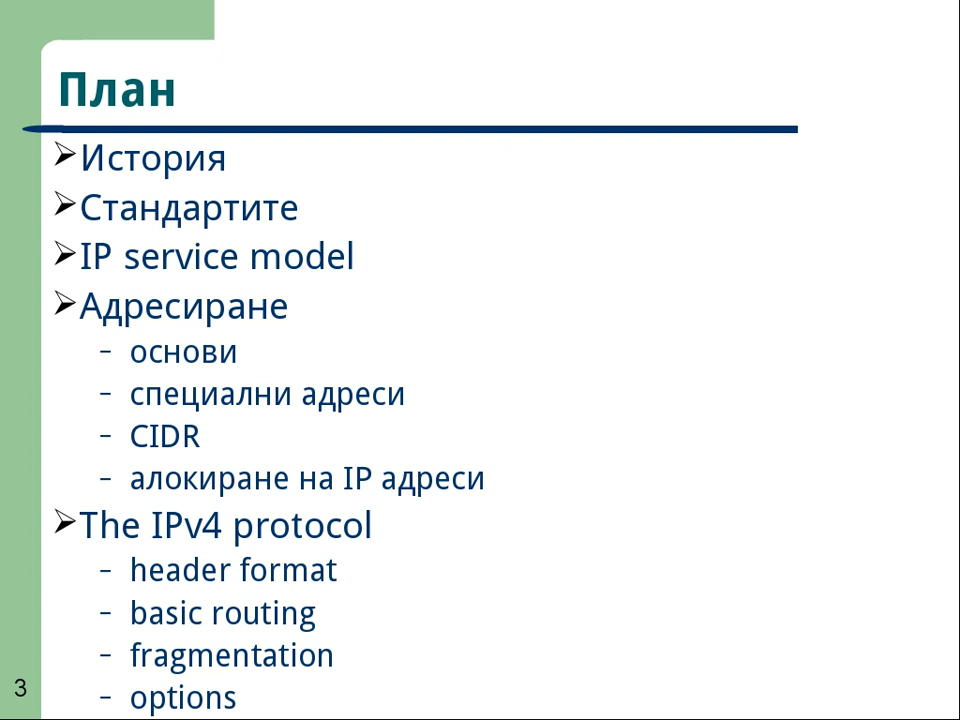 План
➢История
➢Стандартите
➢IP service model
➢Адресиране
– основи
– специални адреси
– CIDR
– алокиране на IP адреси
➢The IPv4 protocol
– header format
– basic routing
– fragmentation
– options
3